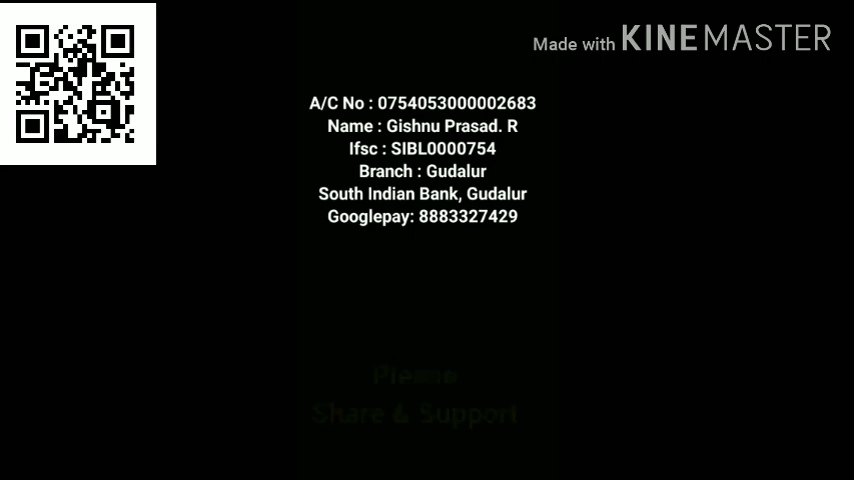 Made with KINEMASTER
A/C No : 0754053000002683
Name : Gishnu Prasad. R
Ifsc : SIBL0000754
Branch : Gudalur
South Indian Bank, Gudalur
Googlepay: 8883327429
Please
Share & Support